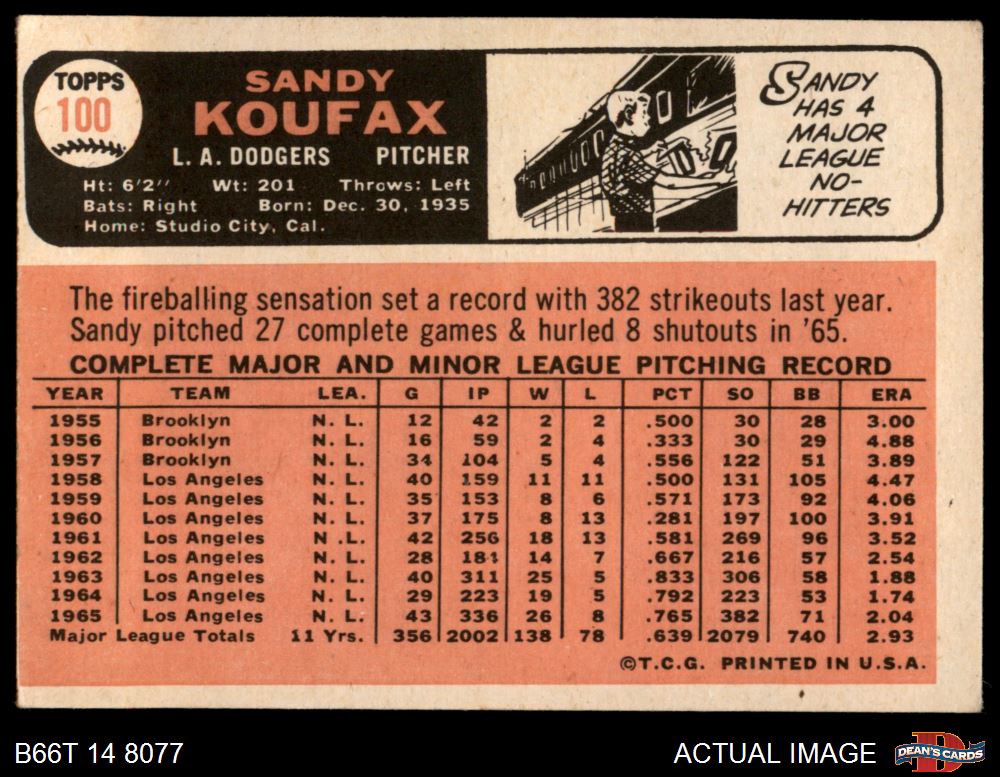 TOPPS
100
SANDY
KOUFAX
L. A. DODGERS PITCHER
Ht: 6'2" Wt: 201 Throws: Left
Bats: Right Born: Dec. 30, 1935
Home: Studio City, Cal.
SANDY
HAS 4
MAJOR
LEAGUE
NO-
HITTERS
The fireballing sensation set a record with 382 strikeouts last year.
Sandy pitched 27 complete games & hurled 8 shutouts in '65.
COMPLETE MAJOR AND MINOR LEAGUE PITCHING RECORD
YEAR TEAM LEA. G IP W L PCT SO BB ERA
1955 Brooklyn N. L. 12 42 2 2 .500 30 28 3.00
1956 Brooklyn N. L. 16 59 2 4 .333 30 29 4.88
1957 Brooklyn N. L. 34 104 5 4 .556 122 51 3.89
1958 Los Angeles N. L. 40 159 11 11 .500 131 105 4.47
1959 Los Angeles N. L. 35 153 8 6 .571 173 92 4.06
1960 Los Angeles N. L. 37 175 8 13 .281 197 100 3.91
1961 Los Angeles N .L. 42 256 18 13 .581 269 96 3.52
1962 Los Angeles N. L. 28 184 14 7 .667 216 57 2.54
1963 Los Angeles N. L. 40 311 25 5 .833 306 58 1.88
1964 Los Angeles N. L. 29 223 19 5 .792 223 53 1.74
1965 Los Angeles N. L. 43 336 26 8 .765 382 71 2.04
Major League Totals 11 Yrs. 356 2002 138 78 .639 2079 740 2.93
©T.C.G. PRINTED IN U.S.A.
B66T 14 8077 ACTUAL IMAGE
DEAN'S CARDS